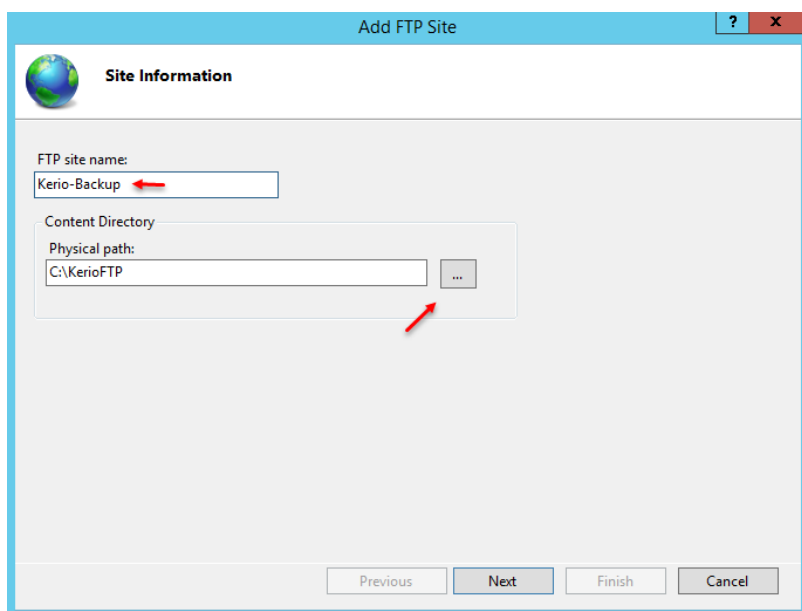 Add FTP Site
? x
Site Information
FTP site name:
Kerio-Backup
Content Directory
Physical path:
C:\KerioFTP
...
Previous Next Finish Cancel